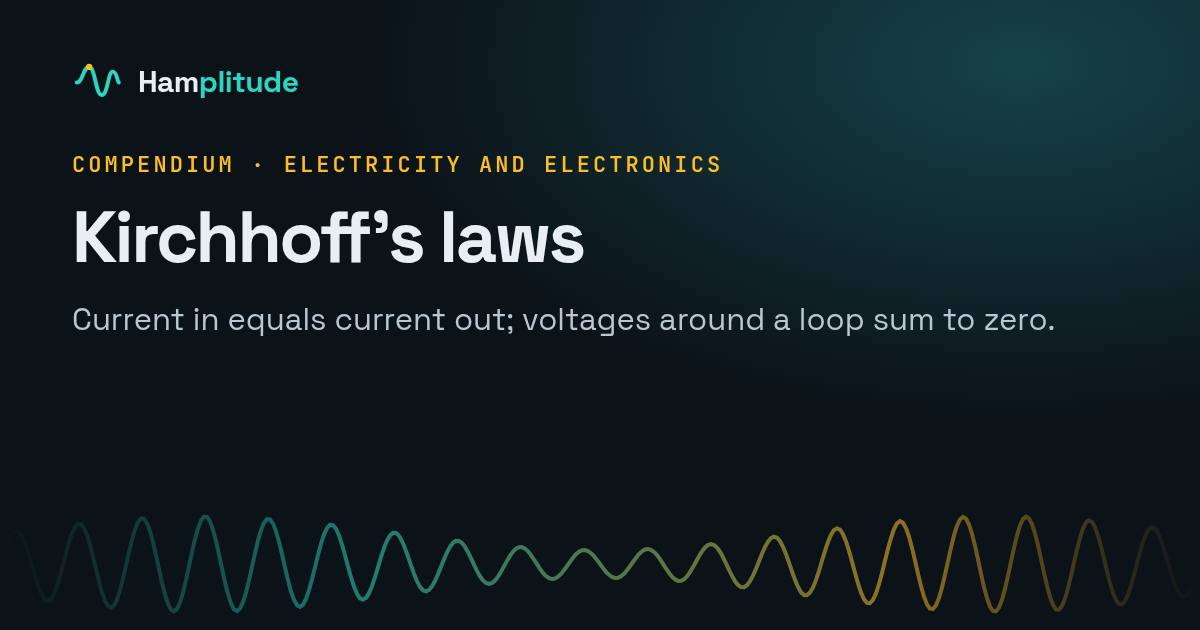 Hamplitude
COMPENDIUM · ELECTRICITY AND ELECTRONICS
Kirchhoff’s laws
Current in equals current out; voltages around a loop sum to zero.